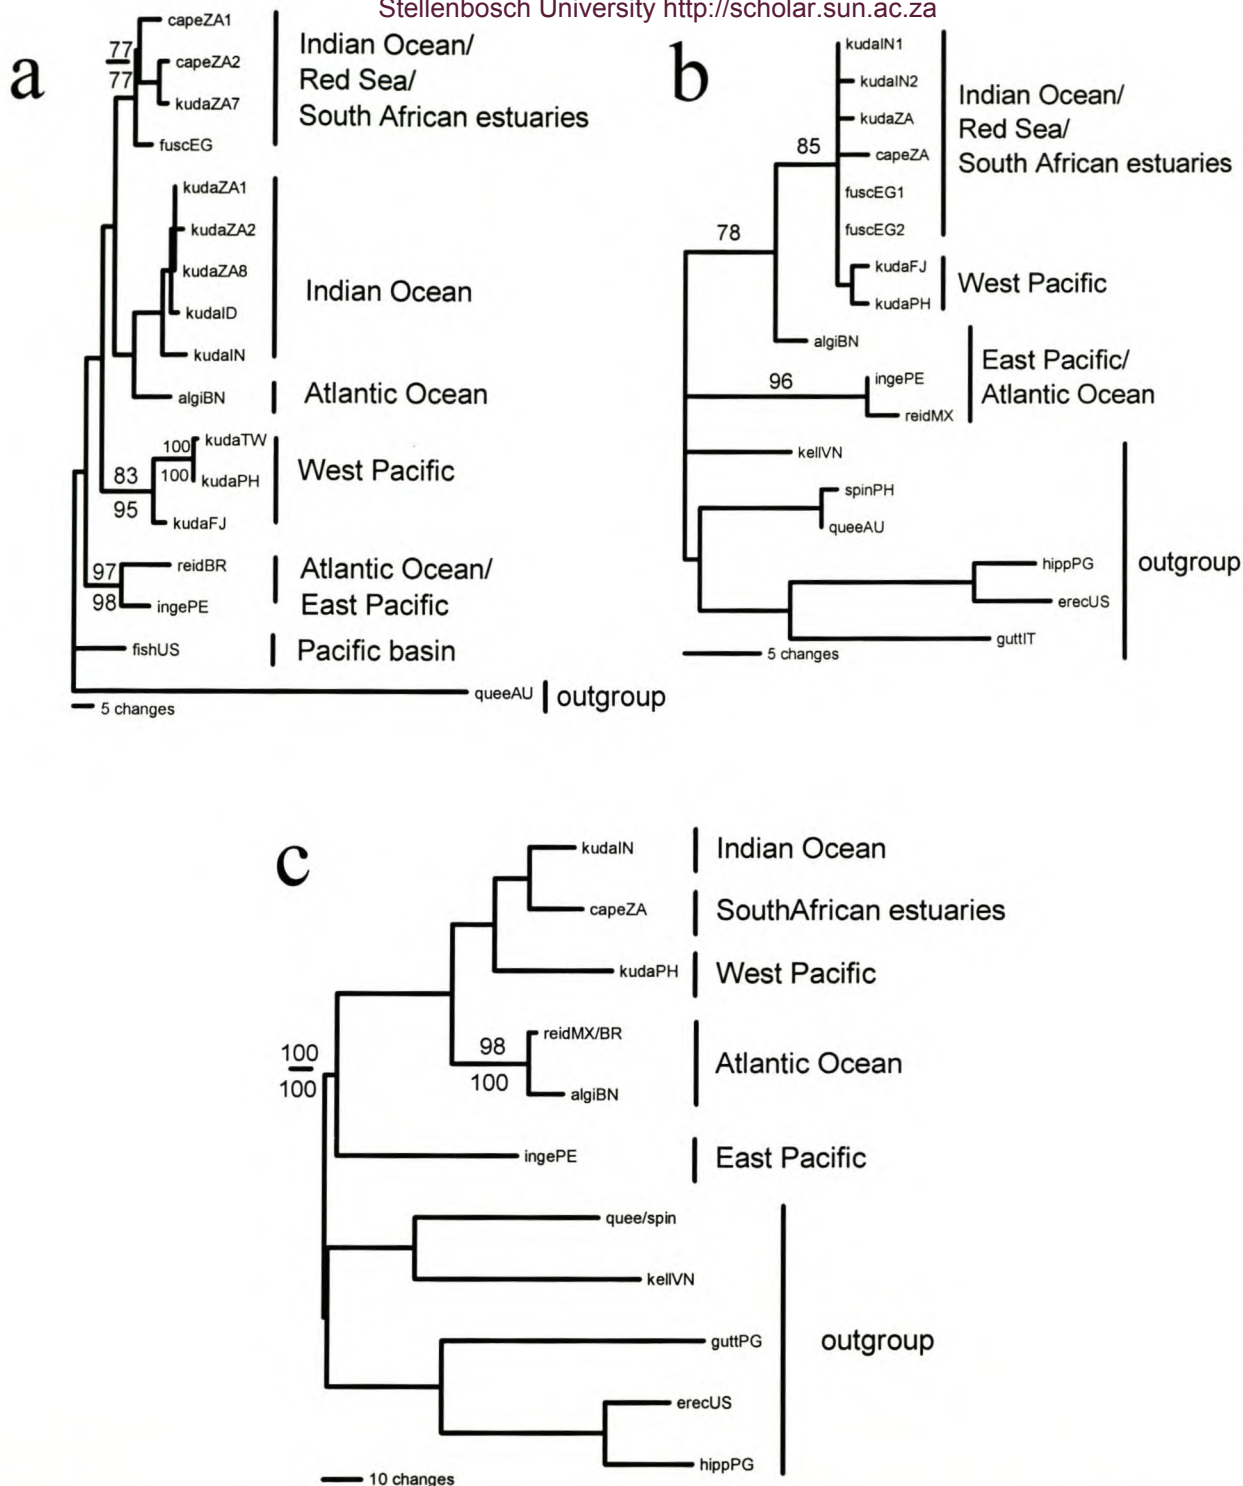 Stellenbosch University http://scholar.sun.ac.za
a
capeZA1
77
77
capeZA2
kudaZA7
fuscEG
Indian Ocean/
Red Sea/
South African estuaries
kudaZA1
kudaZA2
kudaZA8
kudaID
kudaIN
Indian Ocean
algiBN
Atlantic Ocean
100
100
kudaTW
kudaPH
83
95
kudaFJ
West Pacific
97
98
reidBR
ingePE
Atlantic Ocean/
East Pacific
fishUS
Pacific basin
queeAU
outgroup
5 changes
b
kudaIN1
kudaIN2
kudaZA
85
capeZA
fuscEG1
fuscEG2
Indian Ocean/
Red Sea/
South African estuaries
78
kudaFJ
kudaPH
West Pacific
algiBN
96
ingePE
reidMX
East Pacific/
Atlantic Ocean
kellVN
spinPH
queeAU
hippPG
erecUS
guttIT
outgroup
5 changes
c
kudaIN
Indian Ocean
capeZA
SouthAfrican estuaries
kudaPH
West Pacific
100
100
98
100
reidMX/BR
algiBN
Atlantic Ocean
ingePE
East Pacific
quee/spin
kellVN
guttPG
erecUS
hippPG
outgroup
10 changes